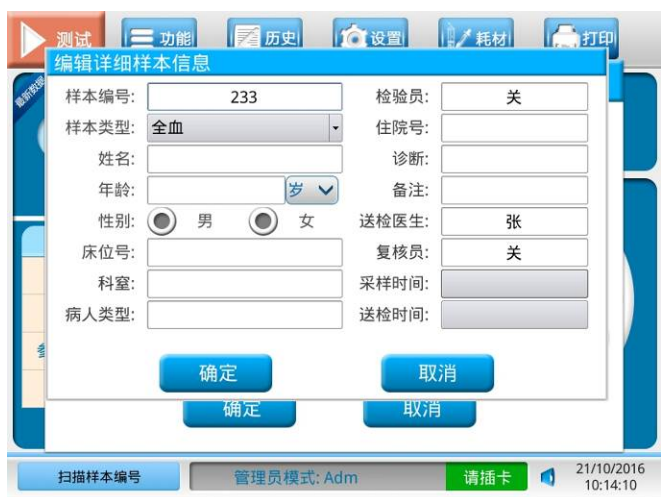 测试 功能 历史 设置 耗材 打印
编辑详细样本信息
最新数据
样本编号: 233 检验员: 关
样本类型: 全血 住院号:
姓名: 诊断:
年龄: 岁 备注:
性别: 男 女 送检医生: 张
床位号: 复核员: 关
科室: 采样时间:
病人类型: 送检时间:
参
确定 取消
确定 取消
扫描样本编号 管理员模式: Adm 请插卡 21/10/2016
10:14:10